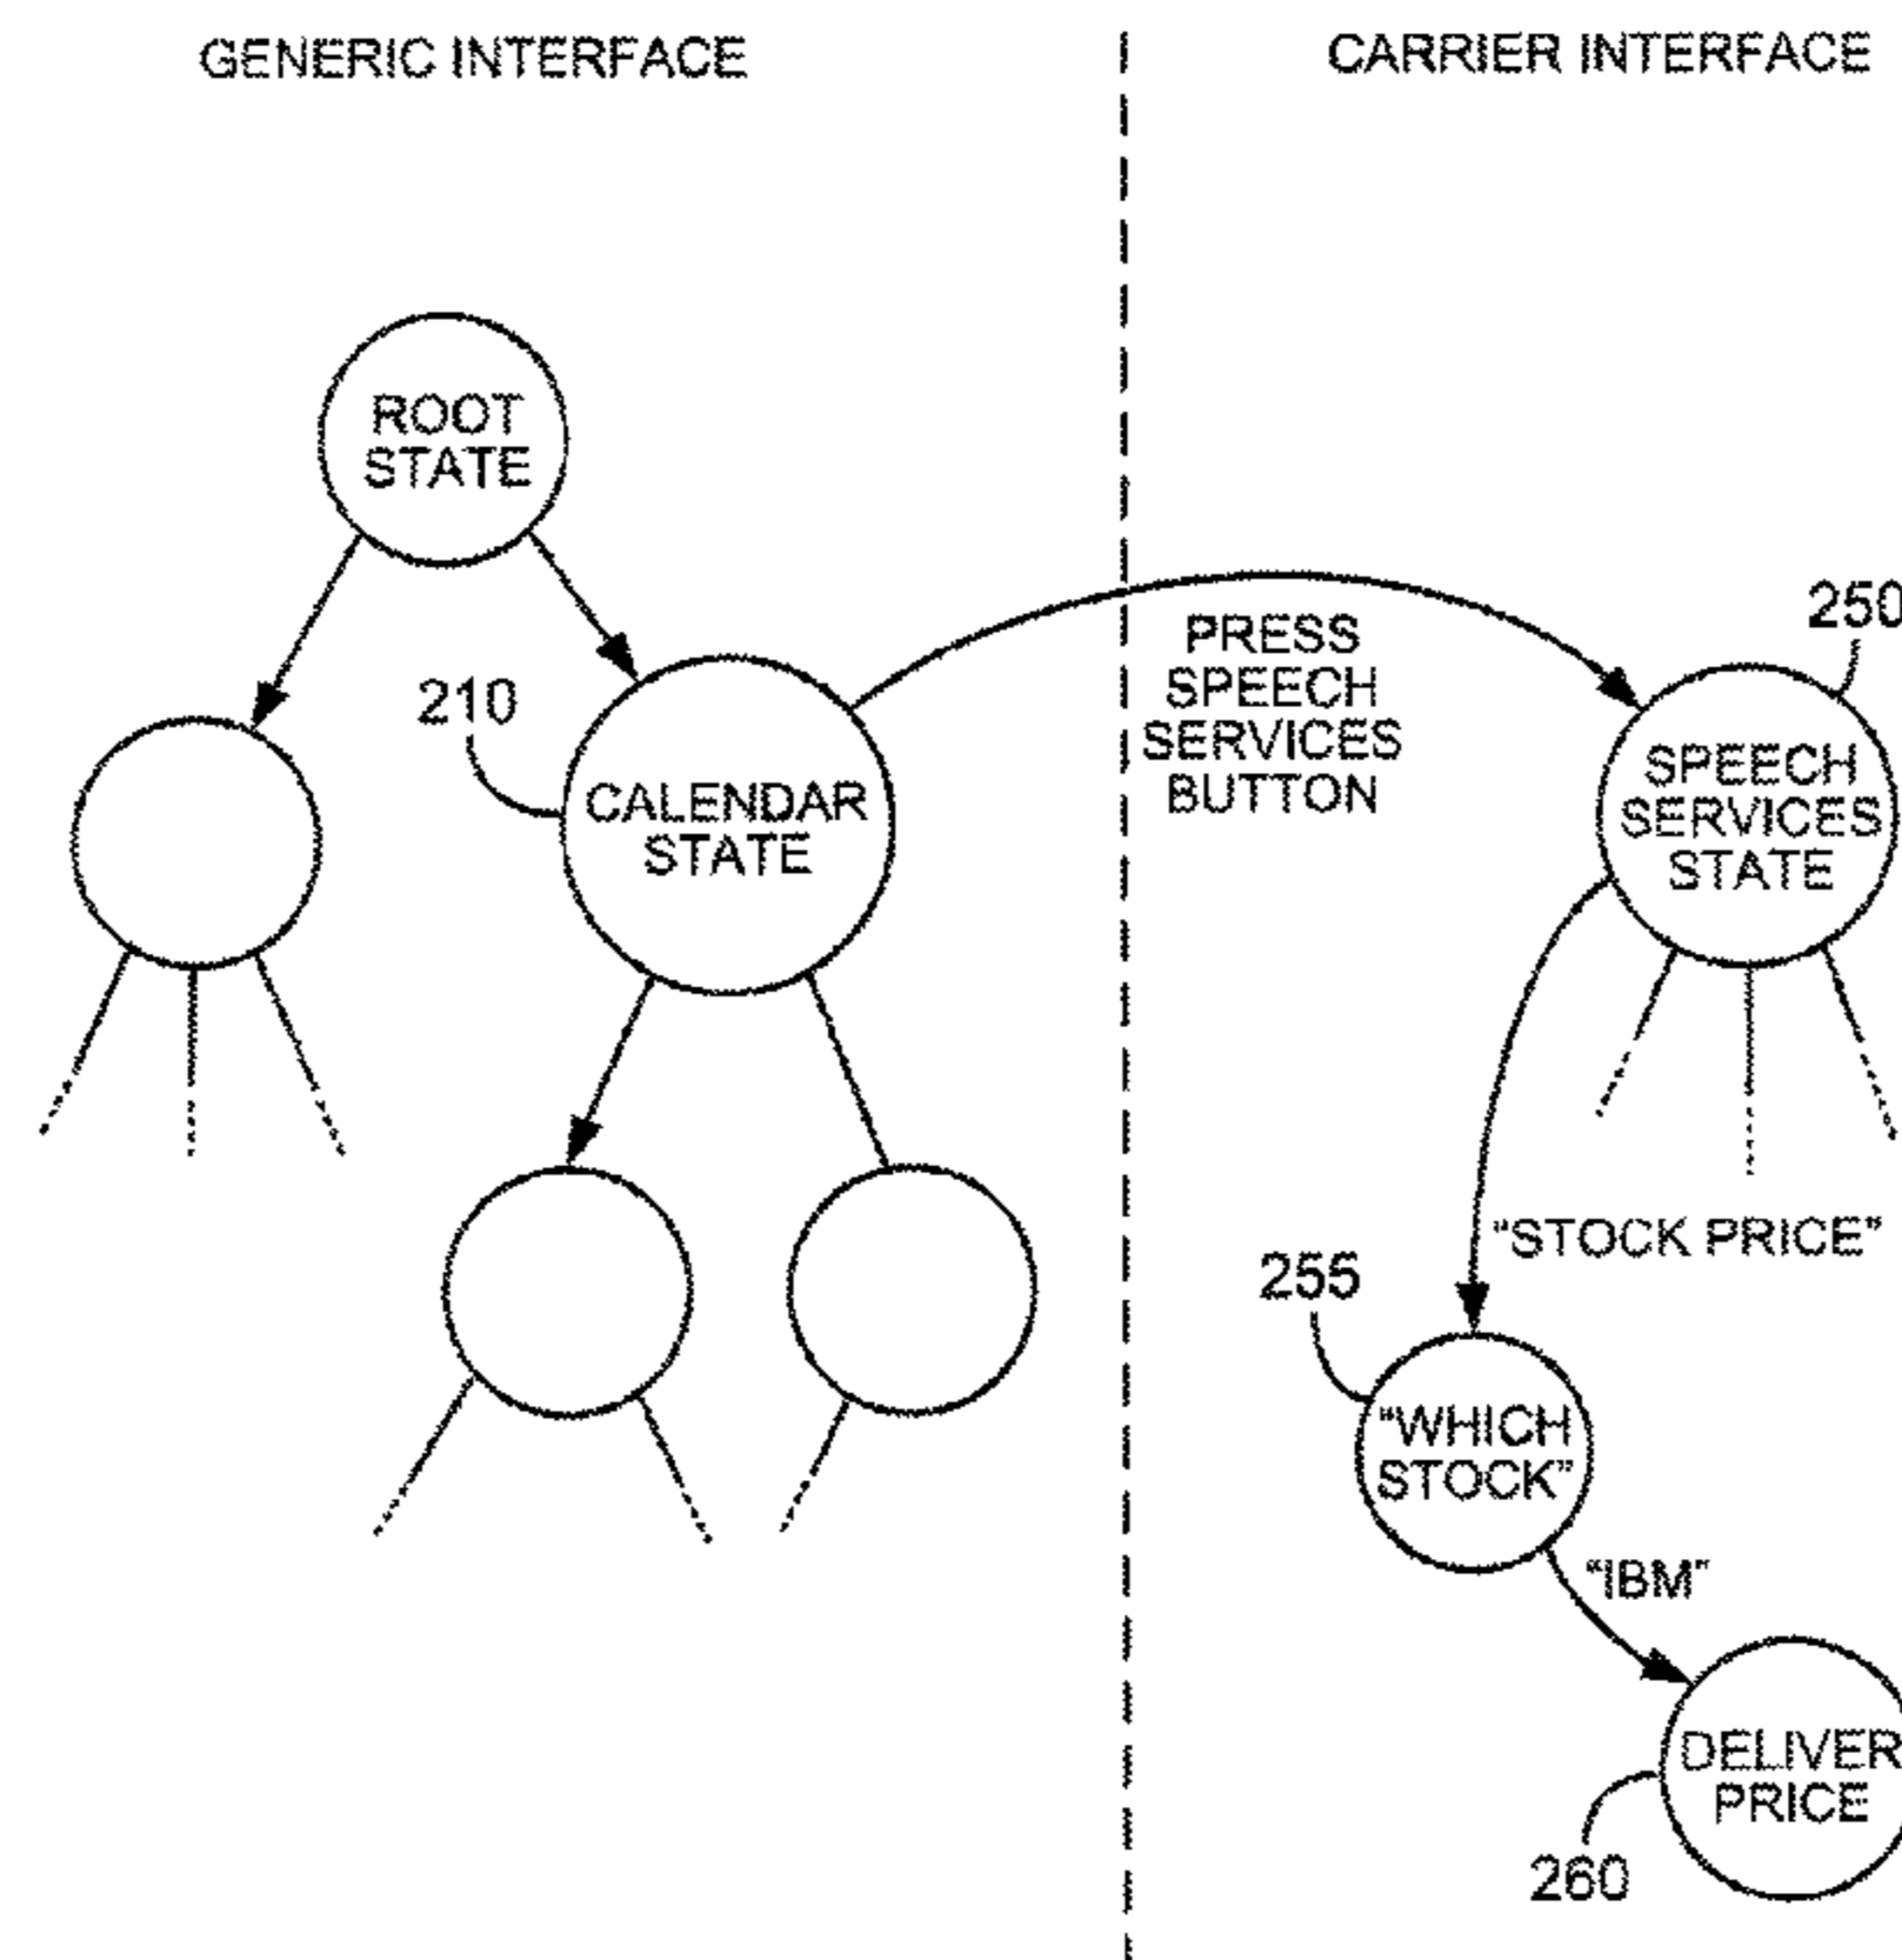 GENERIC INTERFACE
CARRIER INTERFACE
ROOT
STATE
210
CALENDAR
STATE
PRESS
SPEECH
SERVICES
BUTTON
250
SPEECH
SERVICES
STATE
"STOCK PRICE"
255
"WHICH
STOCK"
"IBM"
DELIVER
PRICE
260